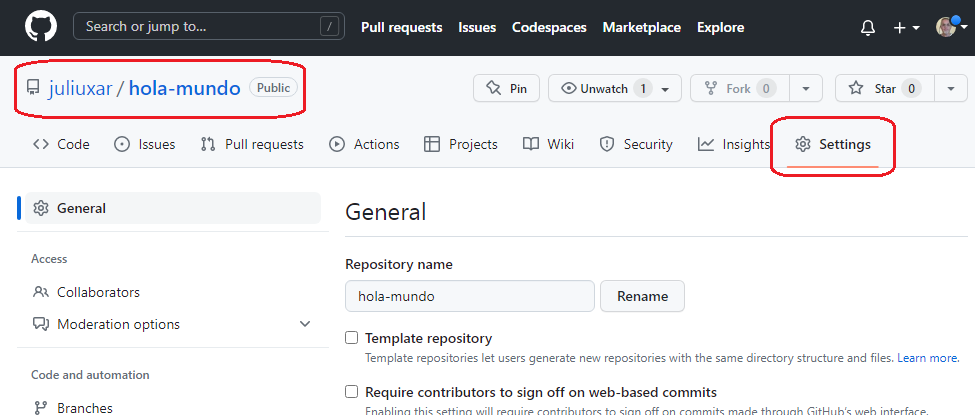 Search or jump to... / Pull requests Issues Codespaces Marketplace Explore
juliuxar / hola-mundo Public Pin Unwatch 1 Fork 0 Star 0
Code Issues Pull requests Actions Projects Wiki Security Insights Settings
General
General
Access
Collaborators
Moderation options
Code and automation
Branches
Repository name
hola-mundo Rename
Template repository
Template repositories let users generate new repositories with the same directory structure and files. Learn more.
Require contributors to sign off on web-based commits
Enabling this setting will require contributors to sign off on commits made through GitHub's web interface.